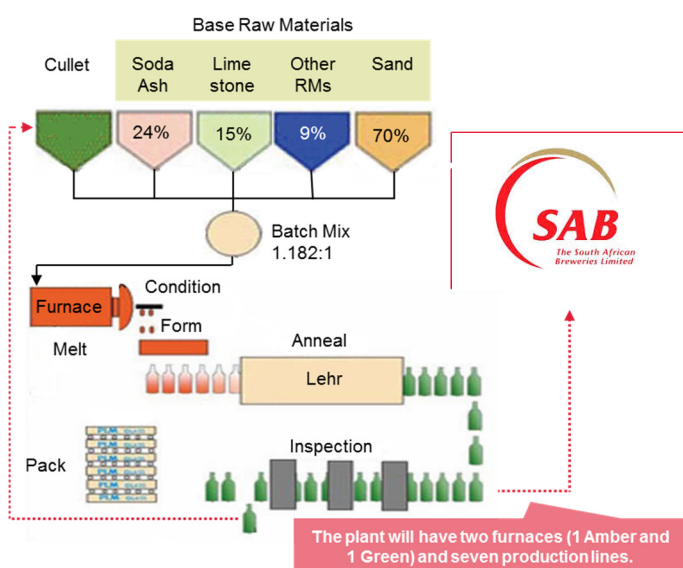 Base Raw Materials
Cullet
Soda
Ash
Lime
stone
Other
RMs
Sand
24%
15%
9%
70%
Batch Mix
1.182:1
SAB
The South African
Breweries Limited
Furnace
Condition
Form
Melt
Anneal
Lehr
Inspection
Pack
PLM
PLM
The plant will have two furnaces (1 Amber and
1 Green) and seven production lines.